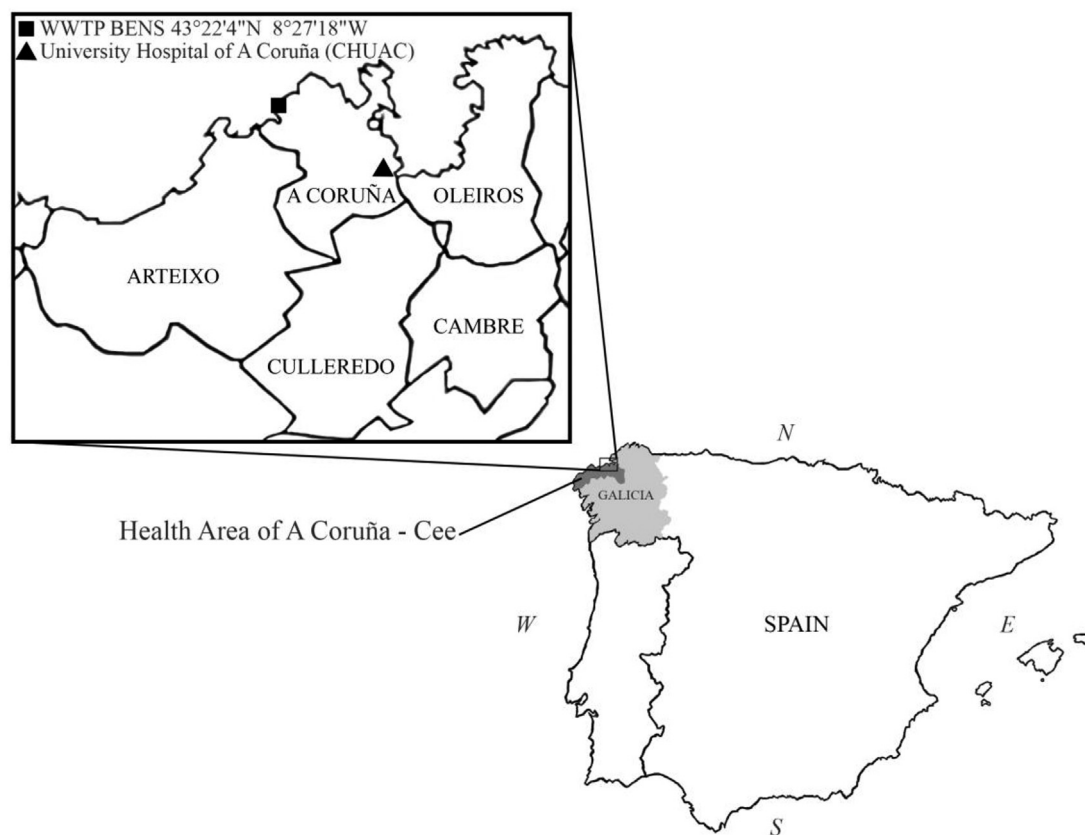 WWTP BENS 43°22'4"N 8°27'18"W
University Hospital of A Coruña (CHUAC)
A CORUÑA
OLEIROS
ARTEIXO
CAMBRE
CULLEREDO
N
GALICIA
Health Area of A Coruña - Cee
W
SPAIN
E
S